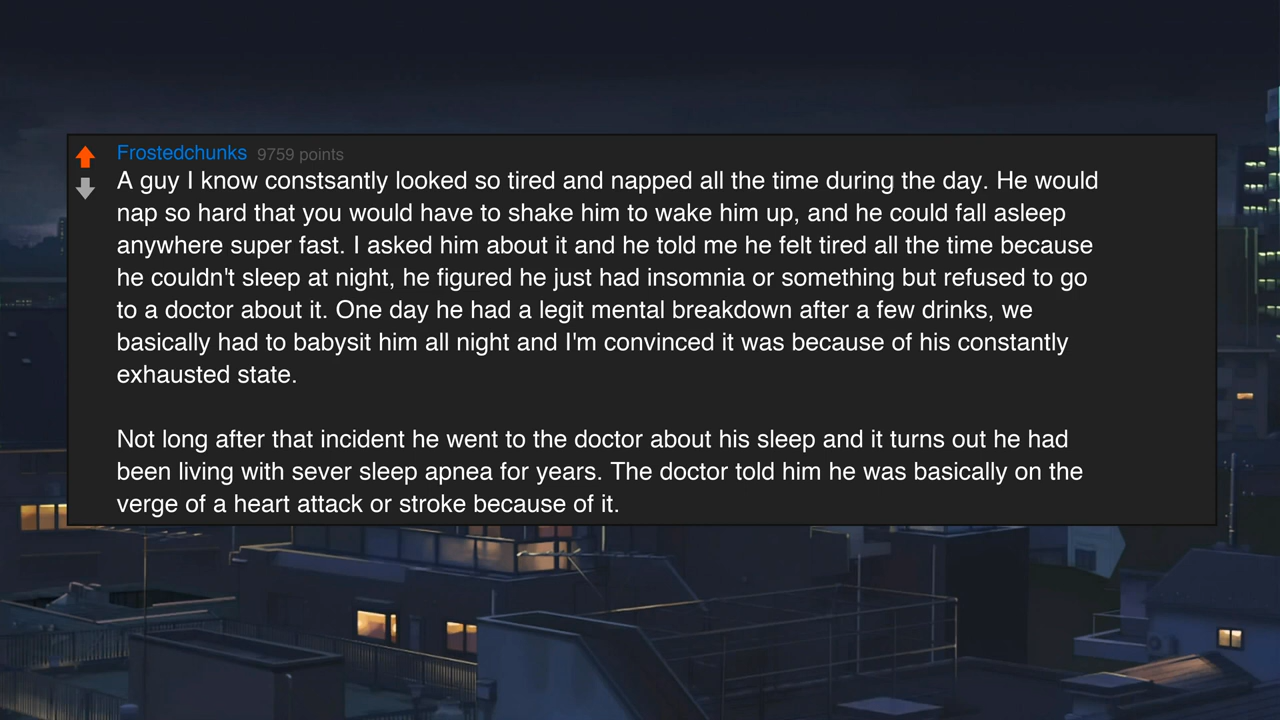 Frostedchunks 9759 points
A guy I know constsantly looked so tired and napped all the time during the day. He would
nap so hard that you would have to shake him to wake him up, and he could fall asleep
anywhere super fast. I asked him about it and he told me he felt tired all the time because
he couldn't sleep at night, he figured he just had insomnia or something but refused to go
to a doctor about it. One day he had a legit mental breakdown after a few drinks, we
basically had to babysit him all night and I'm convinced it was because of his constantly
exhausted state.
Not long after that incident he went to the doctor about his sleep and it turns out he had
been living with sever sleep apnea for years. The doctor told him he was basically on the
verge of a heart attack or stroke because of it.